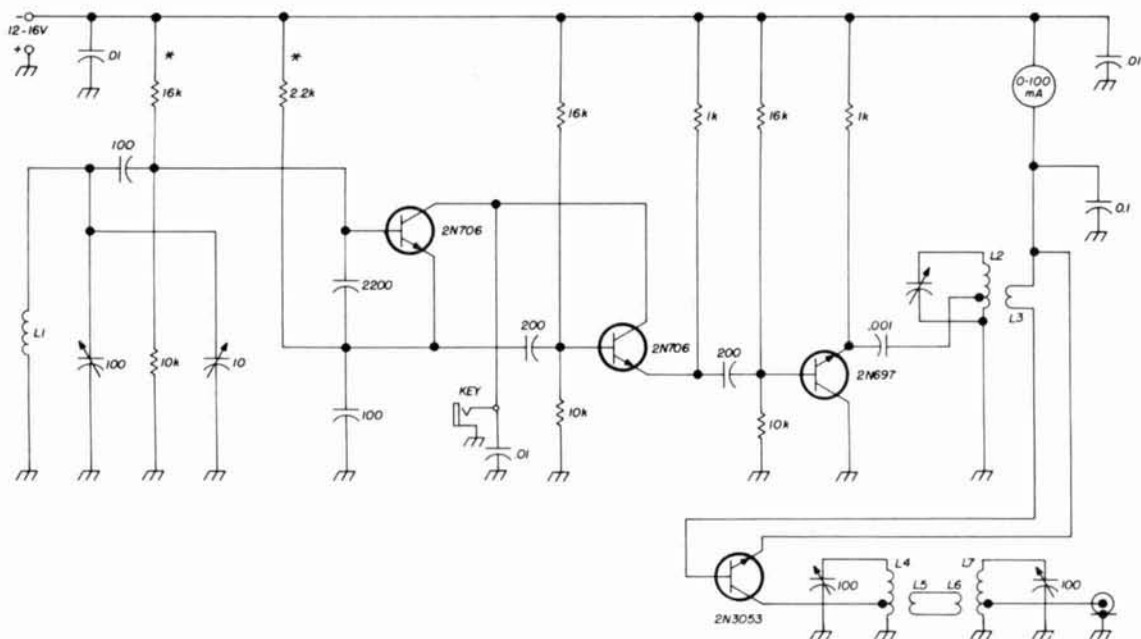 −
12-16V
+
.01
*
16k
*
2.2k
16k
1k
16k
1k
0-100
mA
.01
100
0.1
2N706
L2
L3
2200
L1
200
2N706
.001
100
10k
10
200
2N697
KEY
100
10k
10k
.01
L4
L7
100
L5
L6
100
2N3053